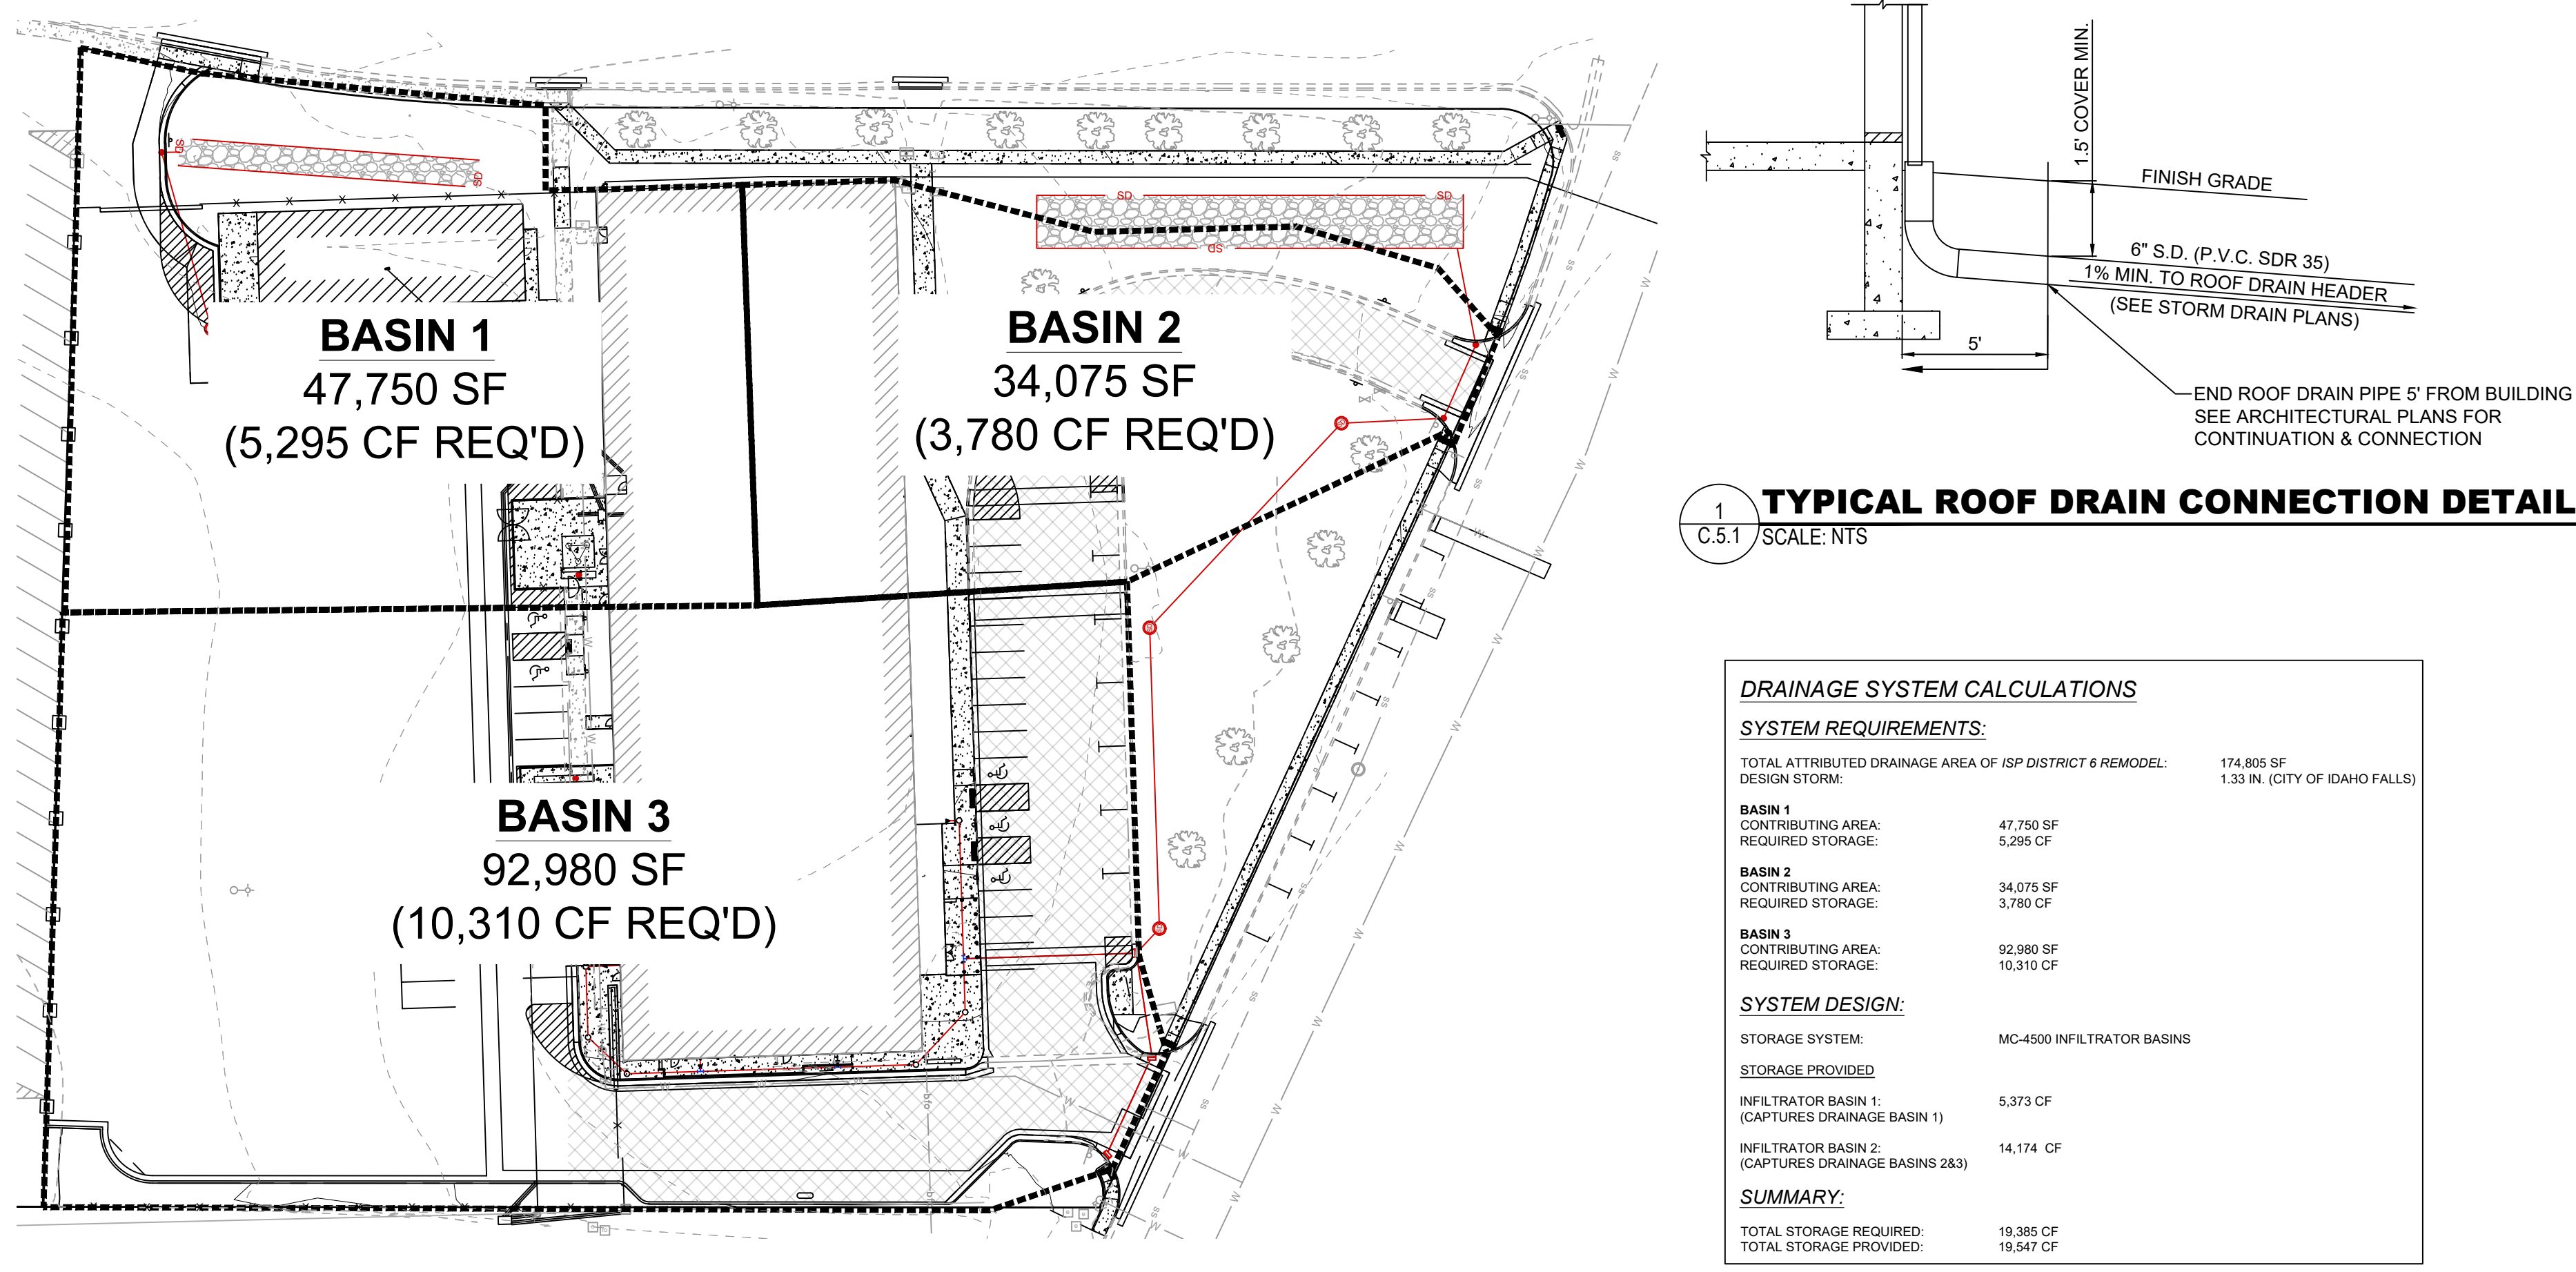 BASIN 1
47,750 SF
(5,295 CF REQ'D)
BASIN 2
34,075 SF
(3,780 CF REQ'D)
BASIN 3
92,980 SF
(10,310 CF REQ'D)
SD
SD
SD
SD
SD
1.5' COVER MIN.
FINISH GRADE
6" S.D. (P.V.C. SDR 35)
1% MIN. TO ROOF DRAIN HEADER
(SEE STORM DRAIN PLANS)
5'
END ROOF DRAIN PIPE 5' FROM BUILDING
SEE ARCHITECTURAL PLANS FOR
CONTINUATION & CONNECTION
1
C.5.1
TYPICAL ROOF DRAIN CONNECTION DETAIL
SCALE: NTS
DRAINAGE SYSTEM CALCULATIONS
SYSTEM REQUIREMENTS:
TOTAL ATTRIBUTED DRAINAGE AREA OF ISP DISTRICT 6 REMODEL: 174,805 SF
DESIGN STORM: 1.33 IN. (CITY OF IDAHO FALLS)
BASIN 1
CONTRIBUTING AREA: 47,750 SF
REQUIRED STORAGE: 5,295 CF
BASIN 2
CONTRIBUTING AREA: 34,075 SF
REQUIRED STORAGE: 3,780 CF
BASIN 3
CONTRIBUTING AREA: 92,980 SF
REQUIRED STORAGE: 10,310 CF
SYSTEM DESIGN:
STORAGE SYSTEM: MC-4500 INFILTRATOR BASINS
STORAGE PROVIDED
INFILTRATOR BASIN 1: 5,373 CF
(CAPTURES DRAINAGE BASIN 1)
INFILTRATOR BASIN 2: 14,174 CF
(CAPTURES DRAINAGE BASINS 2&3)
SUMMARY:
TOTAL STORAGE REQUIRED: 19,385 CF
TOTAL STORAGE PROVIDED: 19,547 CF